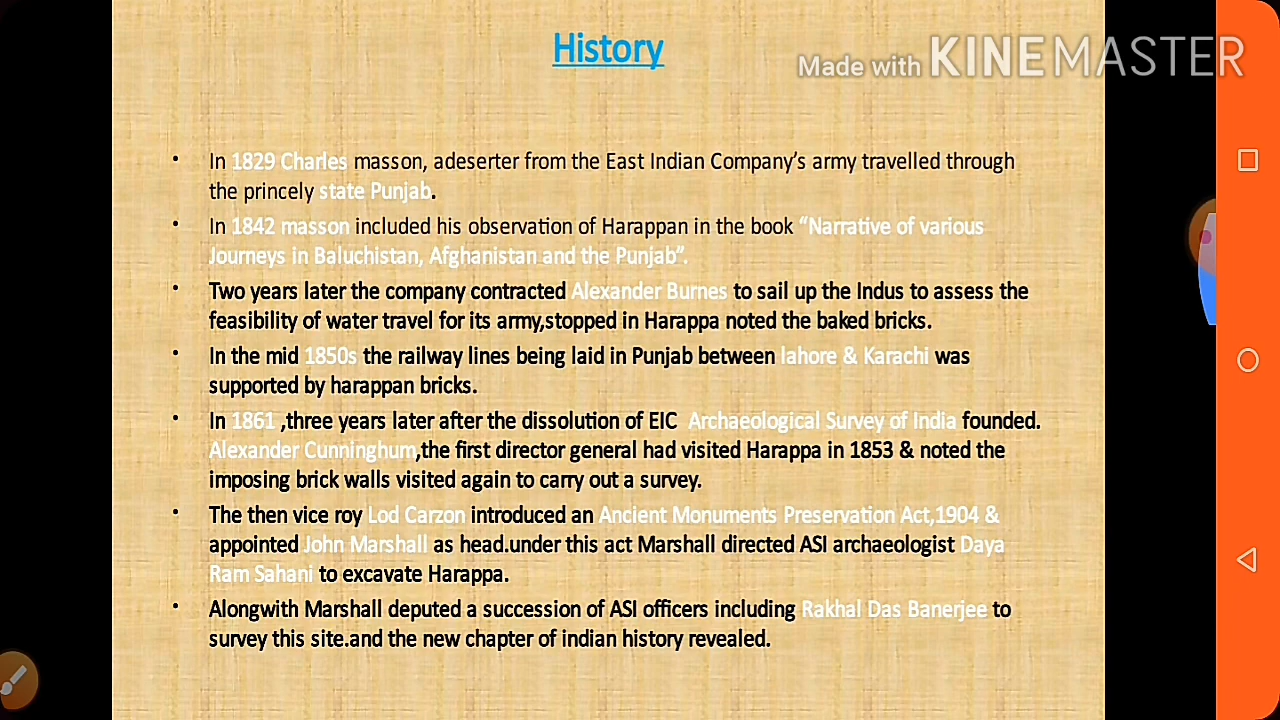 History
Made with KINEMASTER
• In 1829 Charles masson, adeserter from the East Indian Company’s army travelled through
the princely state Punjab.
• In 1842 masson included his observation of Harappan in the book “Narrative of various
Journeys in Baluchistan, Afghanistan and the Punjab”.
• Two years later the company contracted Alexander Burnes to sail up the Indus to assess the
feasibility of water travel for its army,stopped in Harappa noted the baked bricks.
• In the mid 1850s the railway lines being laid in Punjab between lahore & Karachi was
supported by harappan bricks.
• In 1861 ,three years later after the dissolution of EIC Archaeological Survey of India founded.
Alexander Cunninghum,the first director general had visited Harappa in 1853 & noted the
imposing brick walls visited again to carry out a survey.
• The then vice roy Lod Carzon introduced an Ancient Monuments Preservation Act,1904 &
appointed John Marshall as head.under this act Marshall directed ASI archaeologist Daya
Ram Sahani to excavate Harappa.
• Alongwith Marshall deputed a succession of ASI officers including Rakhal Das Banerjee to
survey this site.and the new chapter of indian history revealed.